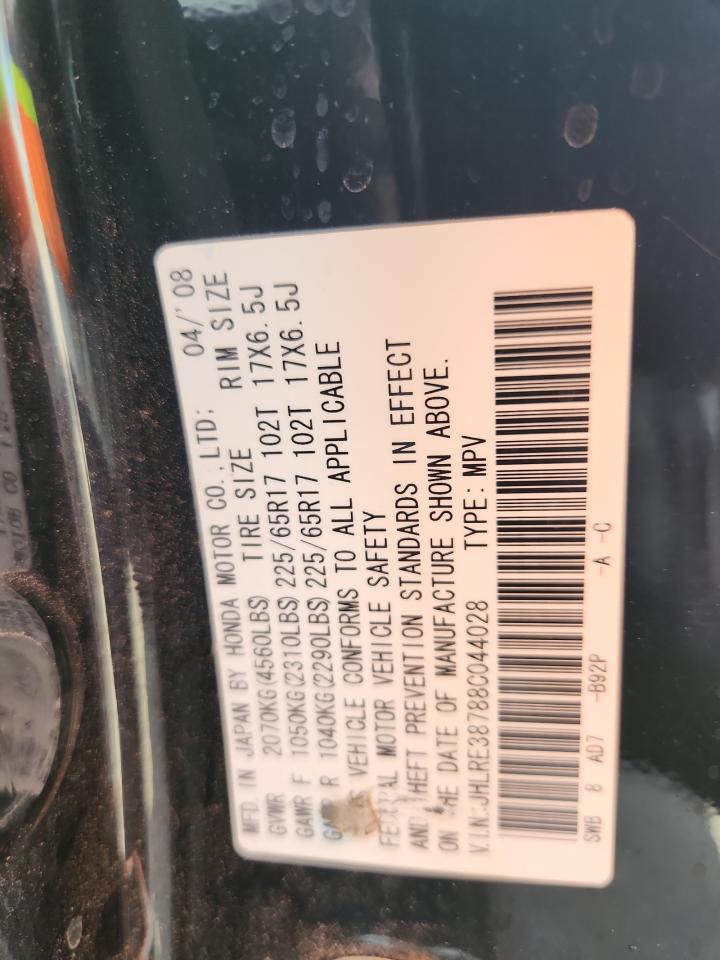 MFD. IN JAPAN BY HONDA MOTOR CO.,LTD; 04/'08
TIRE SIZE RIM SIZE
GVWR 2070KG(4560LBS)
GAWR F 1050KG(2310LBS) 225/65R17 102T 17X6.5J
R 1040KG(2290LBS) 225/65R17 102T 17X6.5J
VEHICLE CONFORMS TO ALL APPLICABLE
MOTOR VEHICLE SAFETY
AND THEFT PREVENTION STANDARDS IN EFFECT
ON THE DATE OF MANUFACTURE SHOWN ABOVE.
V.I.N:JHLRE38788C044028 TYPE:MPV
SWB 8 AD7 -B92P -A -C